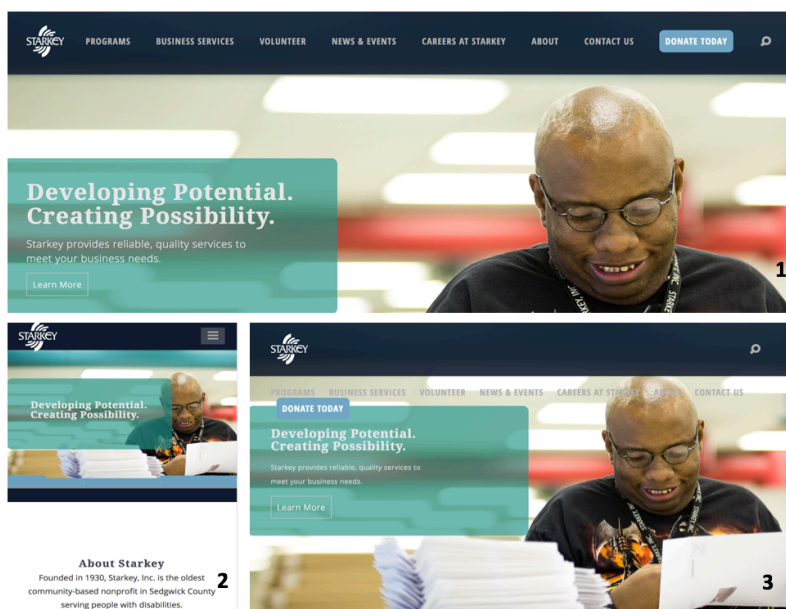 STARKEY
PROGRAMS BUSINESS SERVICES VOLUNTEER NEWS & EVENTS CAREERS AT STARKEY ABOUT CONTACT US DONATE TODAY
Developing Potential.
Creating Possibility.
Starkey provides reliable, quality services to
meet your business needs.
Learn More
1
STARKEY
Developing Potential.
Creating Possibility.
About Starkey
Founded in 1930, Starkey, Inc. is the oldest
community-based nonprofit in Sedgwick County
serving people with disabilities.
2
STARKEY
PROGRAMS BUSINESS SERVICES VOLUNTEER NEWS & EVENTS CAREERS AT STARKEY ABOUT CONTACT US
DONATE TODAY
Developing Potential.
Creating Possibility.
Starkey provides reliable, quality services to
meet your business needs.
Learn More
3